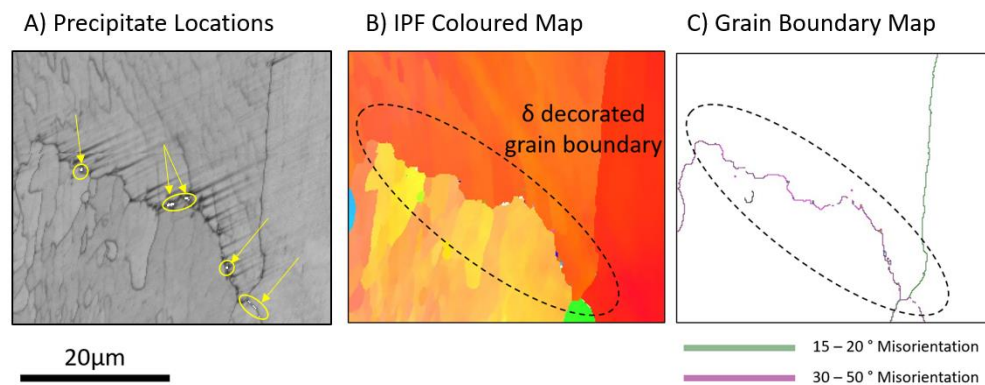 A) Precipitate Locations
B) IPF Coloured Map
C) Grain Boundary Map
δ decorated
grain boundary
20μm
15 – 20 ° Misorientation
30 – 50 ° Misorientation